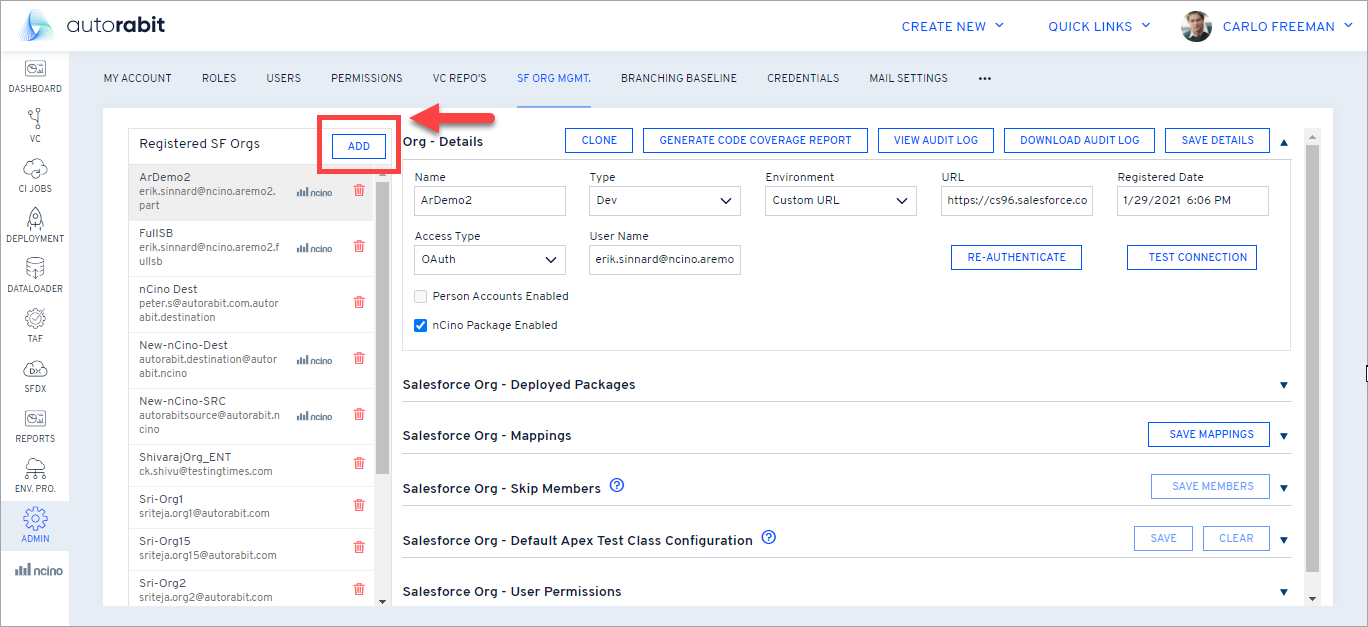 autorabit
CREATE NEW
QUICK LINKS
CARLO FREEMAN
DASHBOARD
VC
CI JOBS
DEPLOYMENT
DATALOADER
TAF
DX
SFDX
REPORTS
ENV. PRO.
ADMIN
ncino
MY ACCOUNT
ROLES
USERS
PERMISSIONS
VC REPO'S
SF ORG MGMT.
BRANCHING BASELINE
CREDENTIALS
MAIL SETTINGS
•••
Registered SF Orgs
ADD
ArDemo2
erik.sinnard@ncino.aremo2.
part
ncino
FullSB
erik.sinnard@ncino.aremo2.f
ullsb
ncino
nCino Dest
peter.s@autorabit.com.autor
abit.destination
New-nCino-Dest
autorabit.destination@autor
abit.ncino
ncino
New-nCino-SRC
autorabitsource@autorabit.n
cino
ncino
ShivarajOrg_ENT
ck.shivu@testingtimes.com
Sri-Org1
sriteja.org1@autorabit.com
Sri-Org15
sriteja.org15@autorabit.com
Sri-Org2
sriteja.org2@autorabit.com
Org - Details
CLONE
GENERATE CODE COVERAGE REPORT
VIEW AUDIT LOG
DOWNLOAD AUDIT LOG
SAVE DETAILS
Name
Type
Environment
URL
Registered Date
ArDemo2
Dev
Custom URL
https://cs96.salesforce.co
1/29/2021 6:06 PM
Access Type
User Name
OAuth
erik.sinnard@ncino.aremo
RE-AUTHENTICATE
TEST CONNECTION
Person Accounts Enabled
nCino Package Enabled
Salesforce Org - Deployed Packages
Salesforce Org - Mappings
SAVE MAPPINGS
Salesforce Org - Skip Members ?
SAVE MEMBERS
Salesforce Org - Default Apex Test Class Configuration ?
SAVE
CLEAR
Salesforce Org - User Permissions